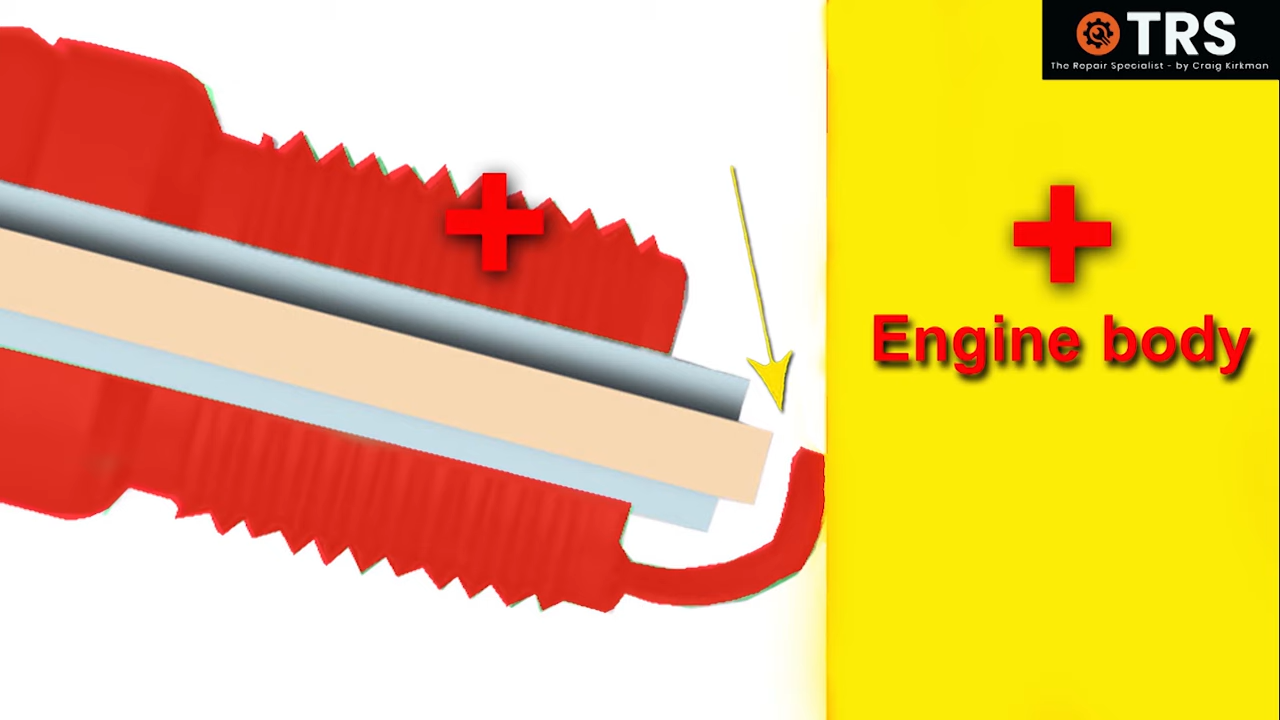 TRS
The Repair Specialist - by Craig Kirkman
+
+
Engine body